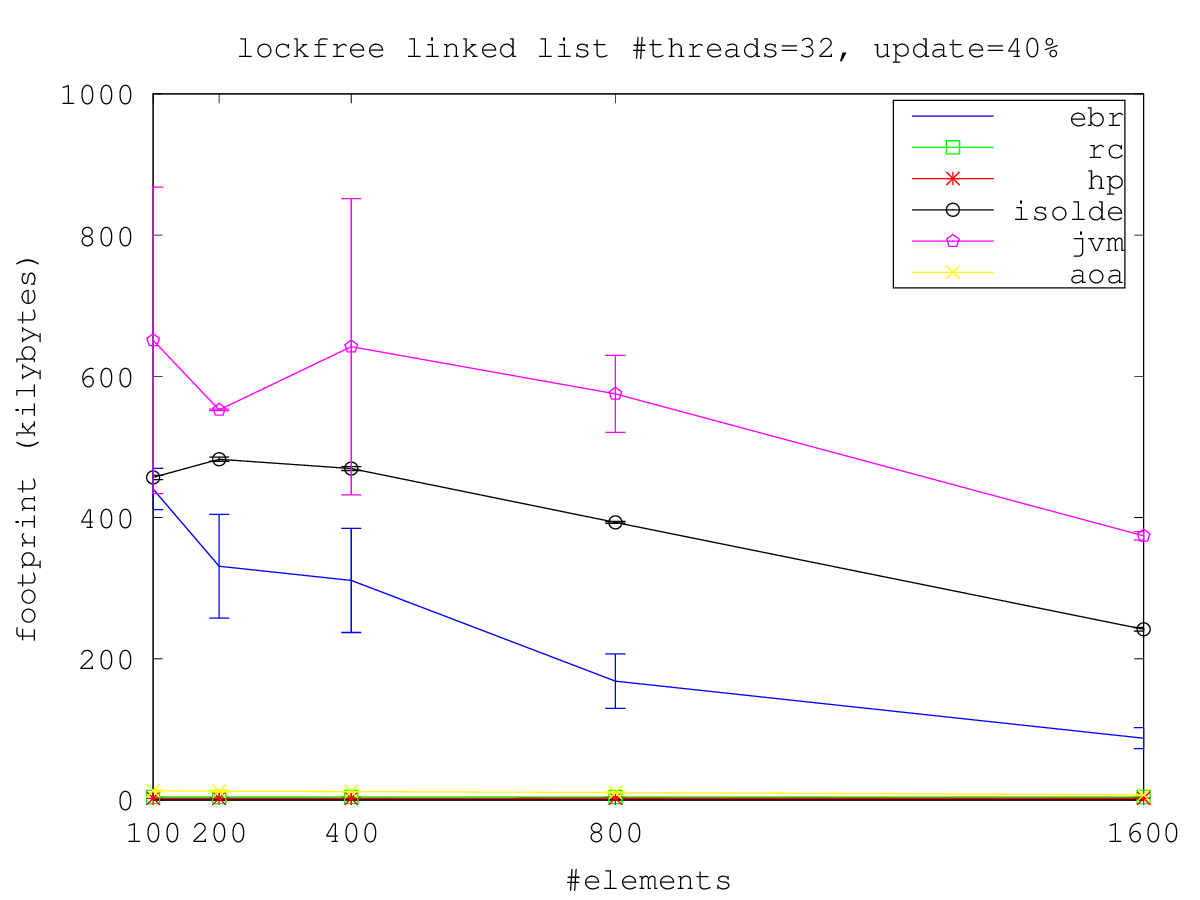 lockfree linked list #threads=32, update=40%
1000
800
600
400
200
0
footprint (kilybytes)
ebr
rc
hp
isolde
jvm
aoa
100 200 400 800 1600
#elements